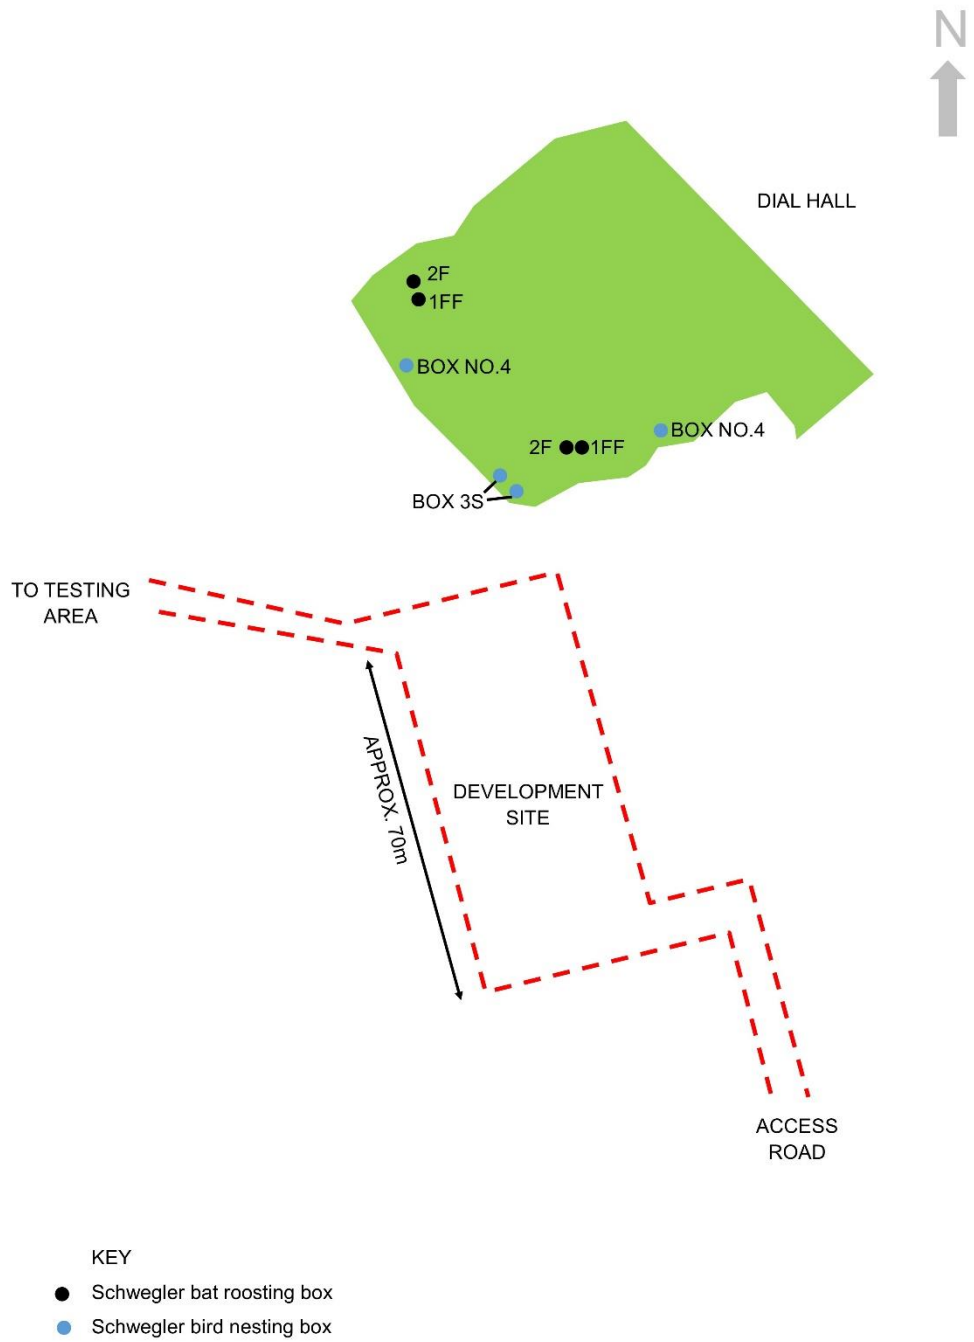 N
DIAL HALL
2F
1FF
BOX NO.4
BOX NO.4
2F
1FF
BOX 3S
TO TESTING
AREA
APPROX. 70m
DEVELOPMENT
SITE
ACCESS
ROAD
KEY
Schwegler bat roosting box
Schwegler bird nesting box